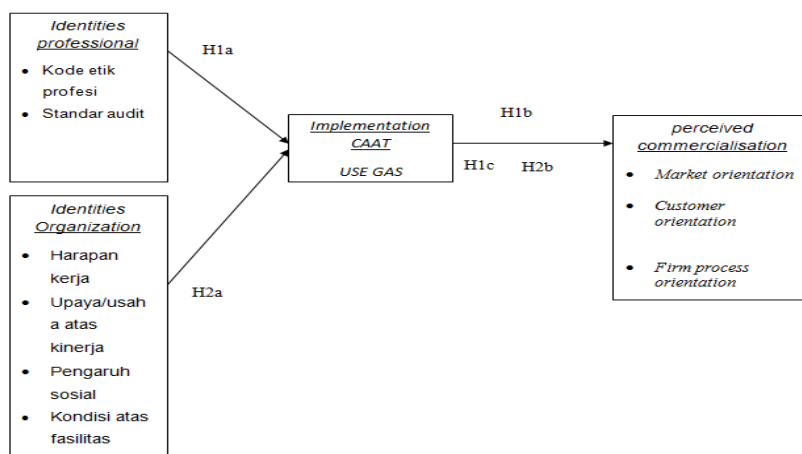 Identities
professional
• Kode etik
profesi
• Standar audit
H1a
Identities
Organization
• Harapan
kerja
• Upaya/usah
a atas
kinerja
• Pengaruh
sosial
• Kondisi atas
fasilitas
H2a
Implementation
CAAT
USE GAS
H1b
H1c H2b
perceived
commercialisation
• Market orientation
• Customer
orientation
• Firm process
orientation